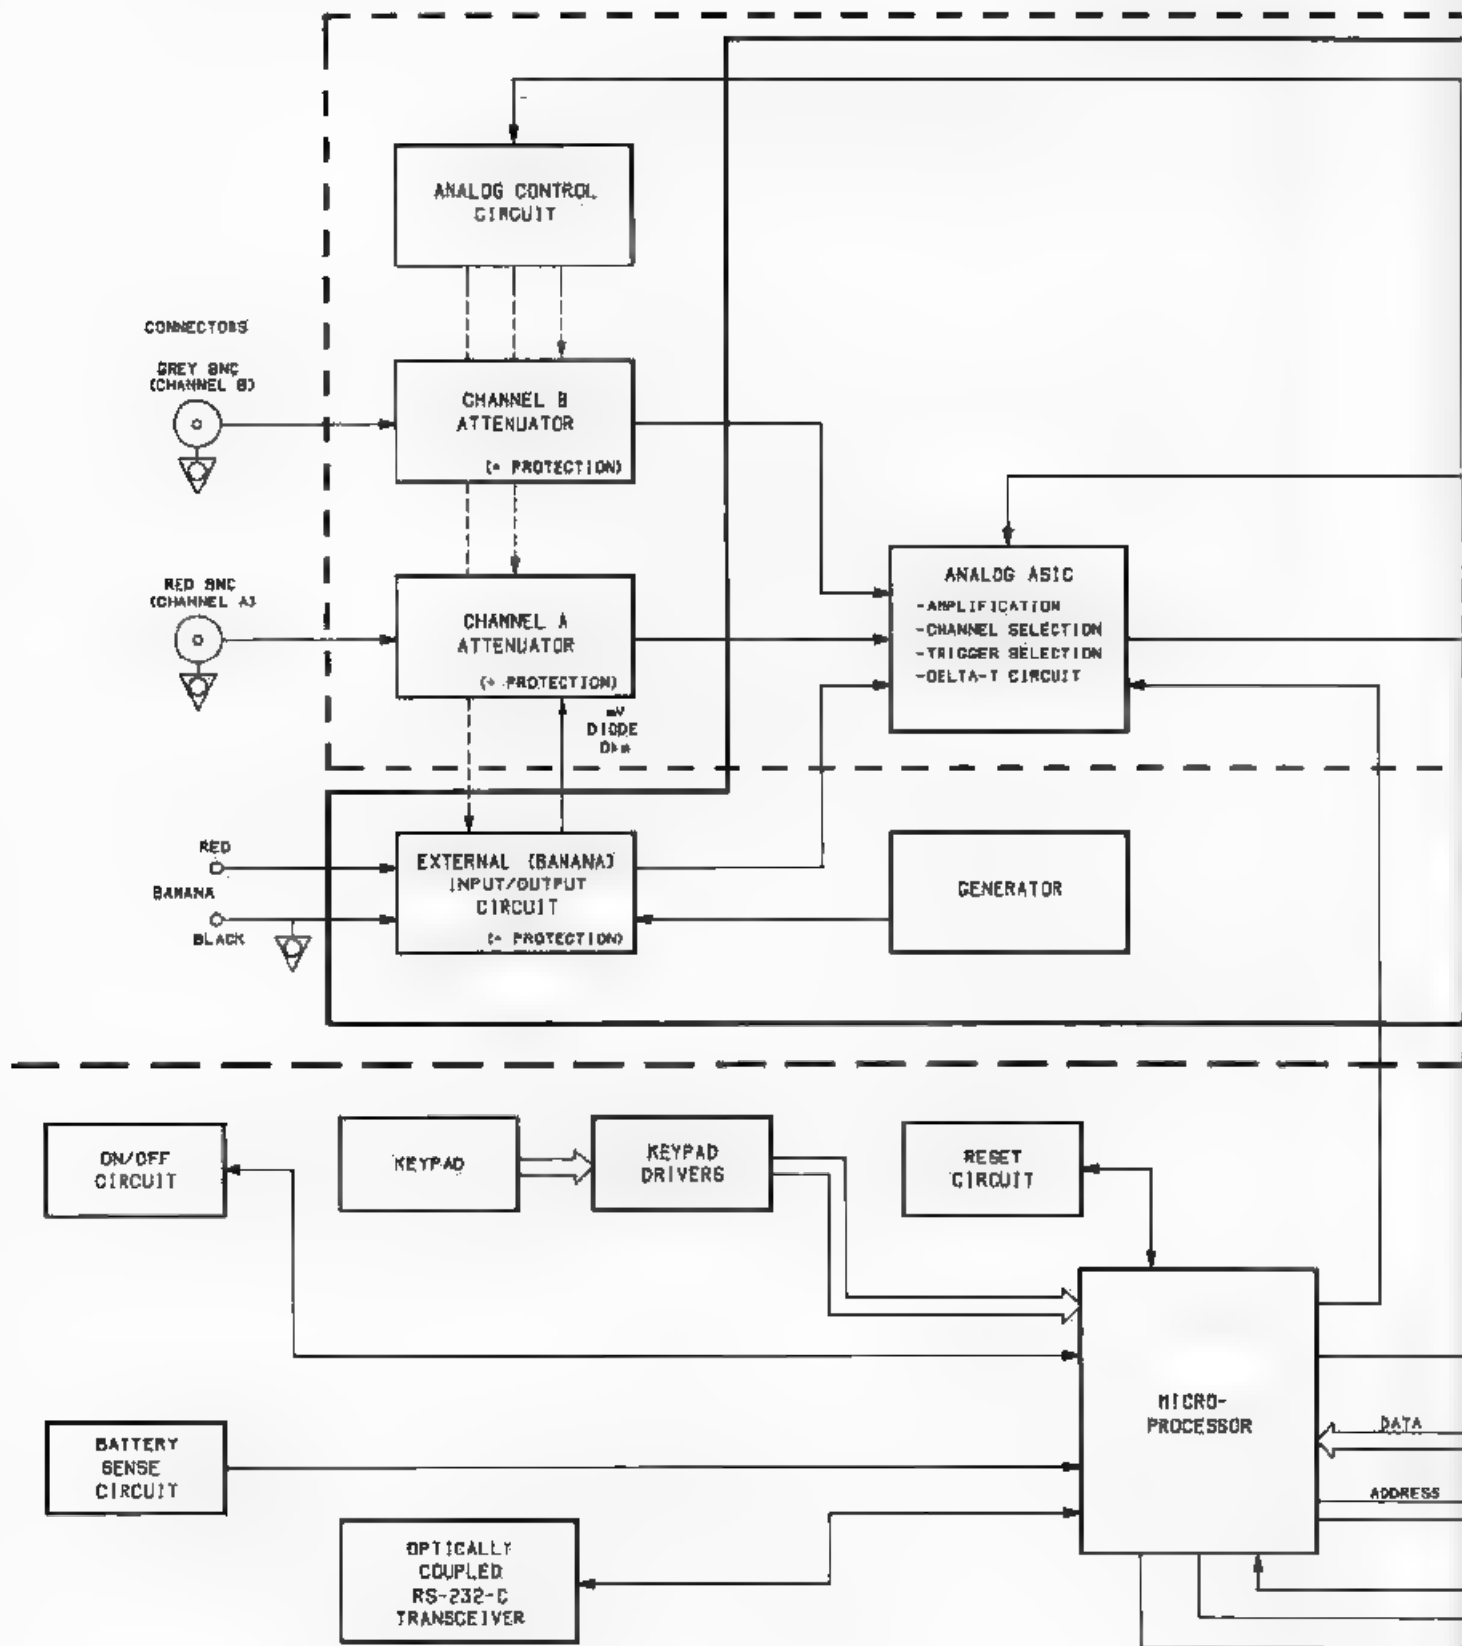 ANALOG CONTROL
CIRCUIT
CONNECTORS
GREY BNC
(CHANNEL B)
CHANNEL B
ATTENUATOR
(+ PROTECTION)
RED BNC
(CHANNEL A)
CHANNEL A
ATTENUATOR
(+ PROTECTION)
mV
DIODE
Ohm
ANALOG ASIC
-AMPLIFICATION
-CHANNEL SELECTION
-TRIGGER SELECTION
-DELTA-T CIRCUIT
RED
BANANA
BLACK
EXTERNAL (BANANA)
INPUT/OUTPUT
CIRCUIT
(+ PROTECTION)
GENERATOR
ON/OFF
CIRCUIT
KEYPAD
KEYPAD
DRIVERS
RESET
CIRCUIT
MICRO-
PROCESSOR
DATA
ADDRESS
BATTERY
SENSE
CIRCUIT
OPTICALLY
COUPLED
RS-232-C
TRANSCEIVER